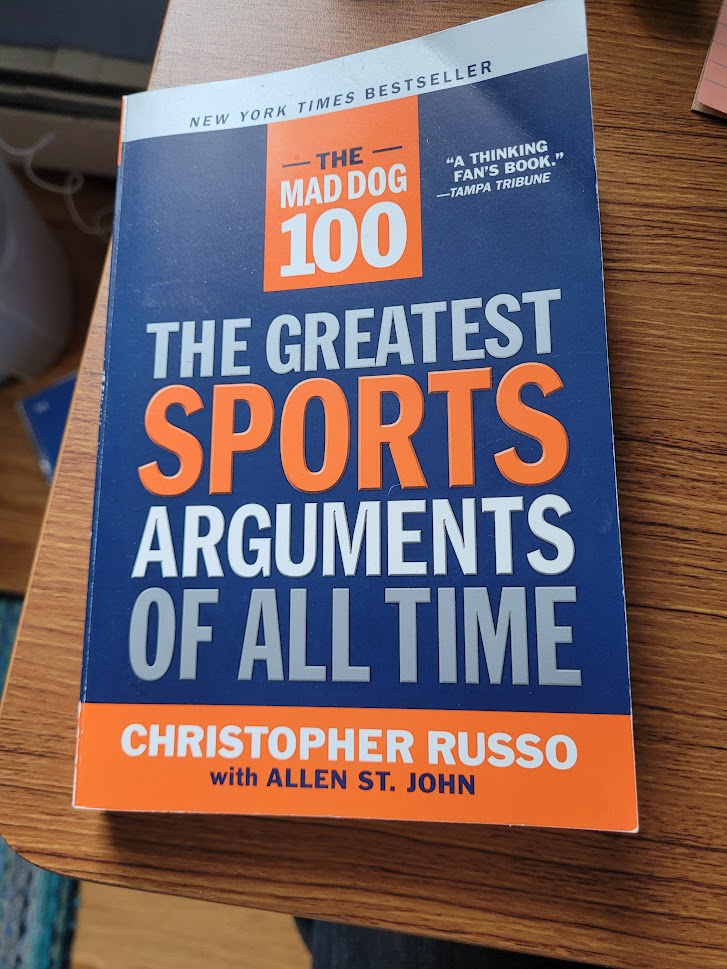 NEW YORK TIMES BESTSELLER
— THE —
MAD DOG
100
"A THINKING
FAN'S BOOK."
—TAMPA TRIBUNE
THE GREATEST
SPORTS
ARGUMENTS
OF ALL TIME
CHRISTOPHER RUSSO
with ALLEN ST. JOHN